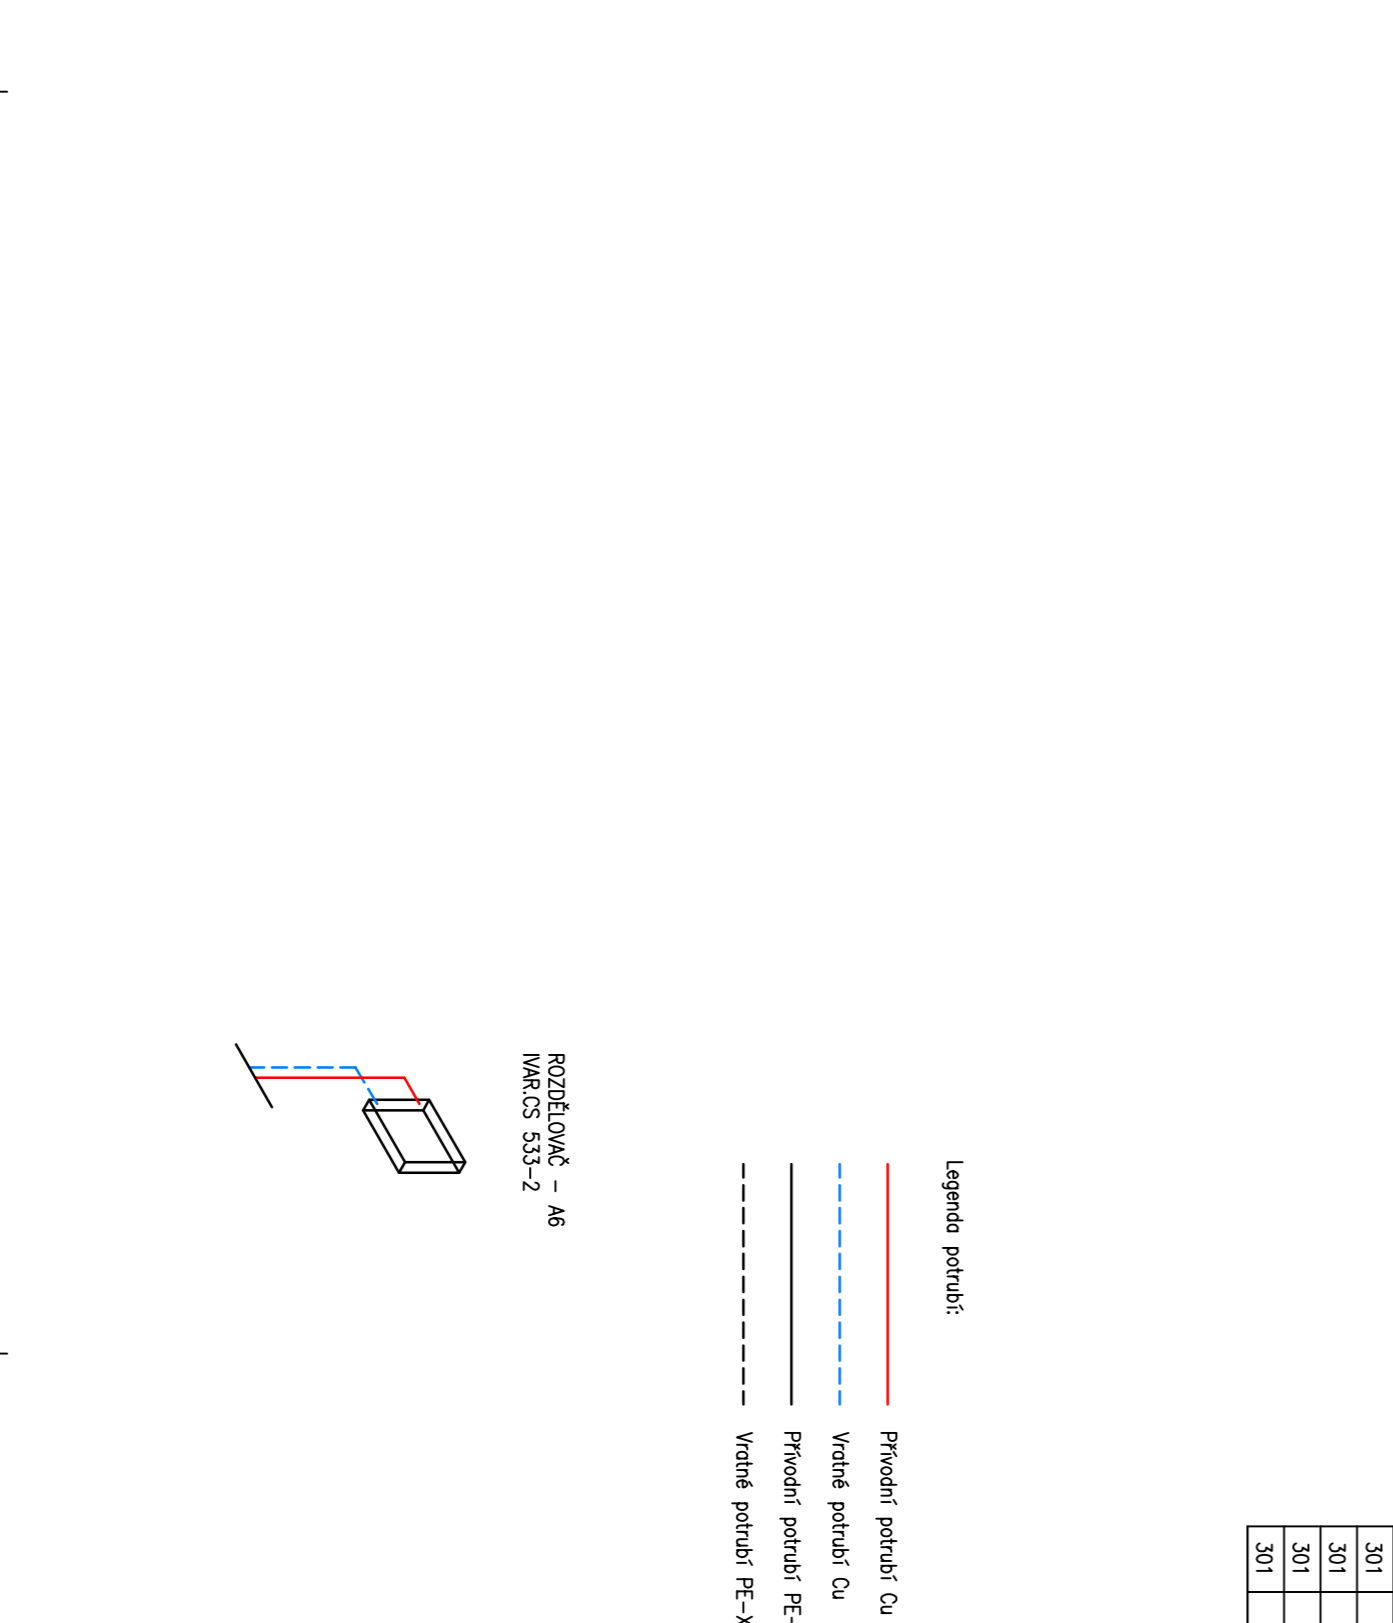 Legenda potrubí:
Přívodní potrubí Cu
Vratné potrubí Cu
Přívodní potrubí PE-
Vratné potrubí PE-X
ROZDĚLOVAČ - A6
IVAR.CS 533-2
301
301
301
301